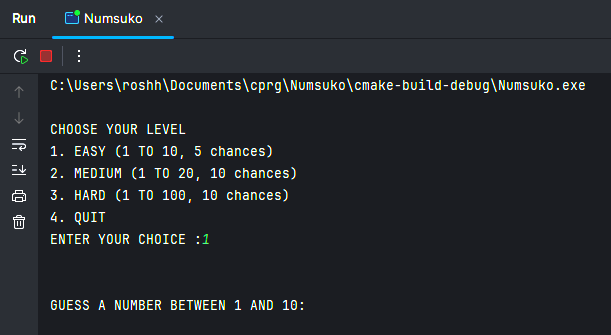 Run
Numsuko
C:\Users\roshh\Documents\cprg\Numsuko\cmake-build-debug\Numsuko.exe
CHOOSE YOUR LEVEL
1. EASY (1 TO 10, 5 chances)
2. MEDIUM (1 TO 20, 10 chances)
3. HARD (1 TO 100, 10 chances)
4. QUIT
ENTER YOUR CHOICE :1
GUESS A NUMBER BETWEEN 1 AND 10: